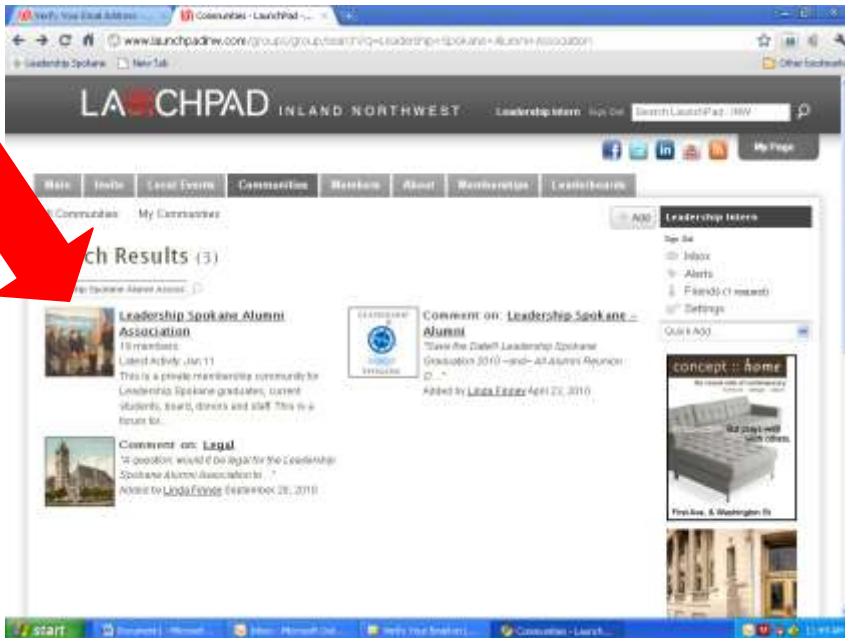 Verify Your Email Address
Communities - LaunchPad -...
www.launchpadinw.com/groups/group/search?q=Leadership+Spokane+Alumni+Association
Leadership Spokane New Tab Other bookmarks
LA CHPAD INLAND NORTHWEST Leadership Intern Sign Out Search LaunchPad - INW
My Page
Main Invite Local Events Communities Members About Memberships Leaderboards
Communities My Communities
Add
Leadership Intern
ch Results (3)
Sign Out
Inbox
Alerts
Friends (1 request)
Settings
Quick Add
Leadership Spokane Alumni Association
19 members
Latest Activity: Jan 11
This is a private membership community for
Leadership Spokane graduates, current
students, board, donors and staff. This is a
forum for...
Comment on: Leadership Spokane –
Alumni
"Save the Date!! Leadership Spokane
Graduation 2010 ~and~ All Alumni Reunion
D..."
Added by Linda Finney April 23, 2010
Comment on: Legal
"A question: would it be legal for the Leadership
Spokane Alumni Association to ..."
Added by Linda Finney September 28, 2010
concept :: home
But plays well
with others.
First Ave. & Washington St
start